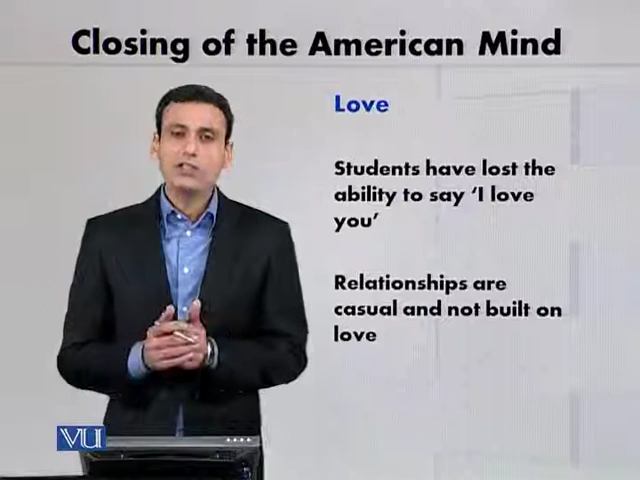 Closing of the American Mind
Love
Students have lost the
ability to say ‘I love
you’
Relationships are
casual and not built on
love
VU